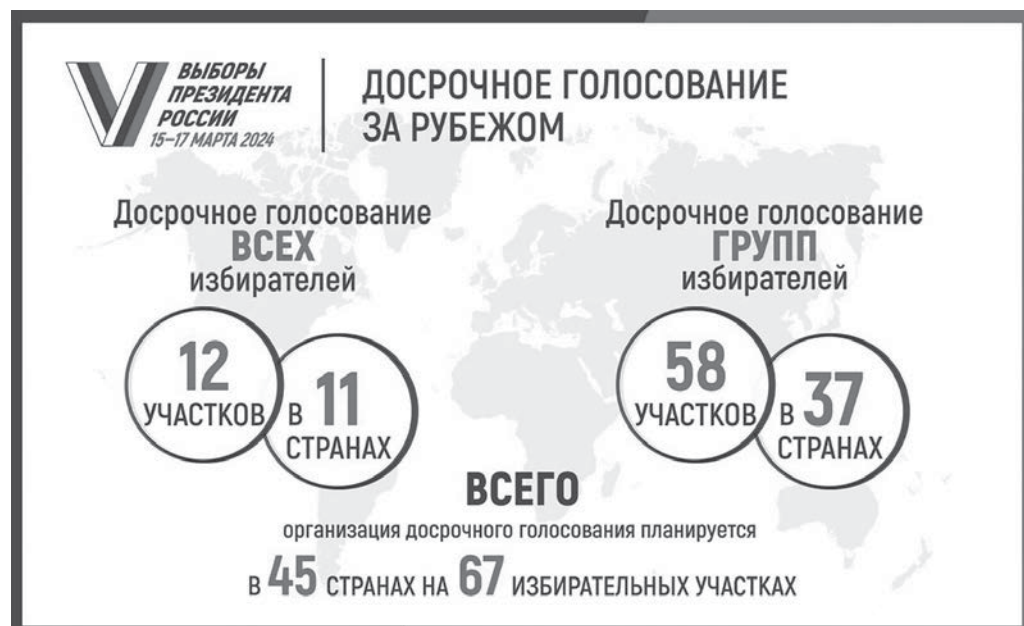 ВЫБОРЫ
ПРЕЗИДЕНТА
РОССИИ
15–17 МАРТА 2024
ДОСРОЧНОЕ ГОЛОСОВАНИЕ
ЗА РУБЕЖОМ
Досрочное голосование
ВСЕХ
избирателей
12
УЧАСТКОВ
В 11
СТРАНАХ
Досрочное голосование
ГРУПП
избирателей
58
УЧАСТКОВ
В 37
СТРАНАХ
ВСЕГО
организация досрочного голосования планируется
В 45 СТРАНАХ НА 67 ИЗБИРАТЕЛЬНЫХ УЧАСТКАХ